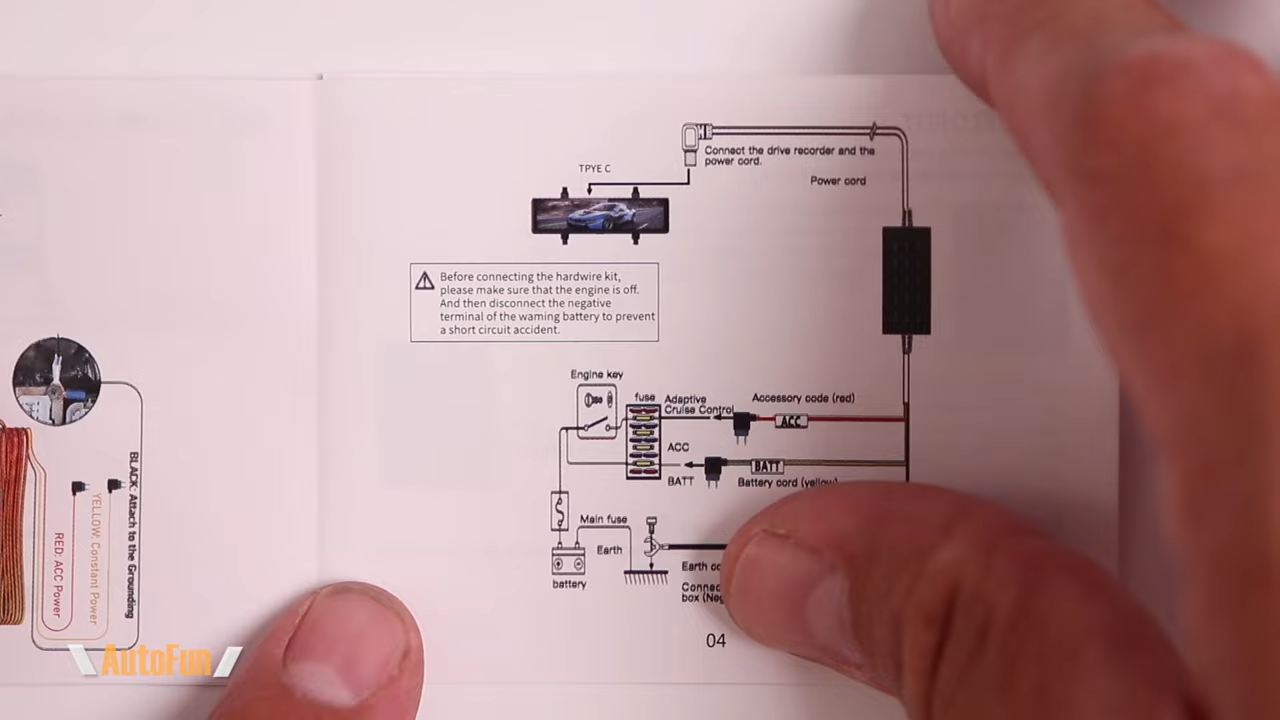 Connect the drive recorder and the
power cord.
TPYE C
Power cord
Before connecting the hardwire kit,
please make sure that the engine is off.
And then disconnect the negative
terminal of the waming battery to prevent
a short circuit accident.
Engine key
fuse
Adaptive
Cruise Control
Accessory code (red)
ACC
ACC
BATT
BATT
Battery cord (yellow)
Main fuse
Earth
Earth
battery
box
04
BLACK: Attach to the Grounding
YELLOW: Constant Power
RED: ACC Power
AutoFun